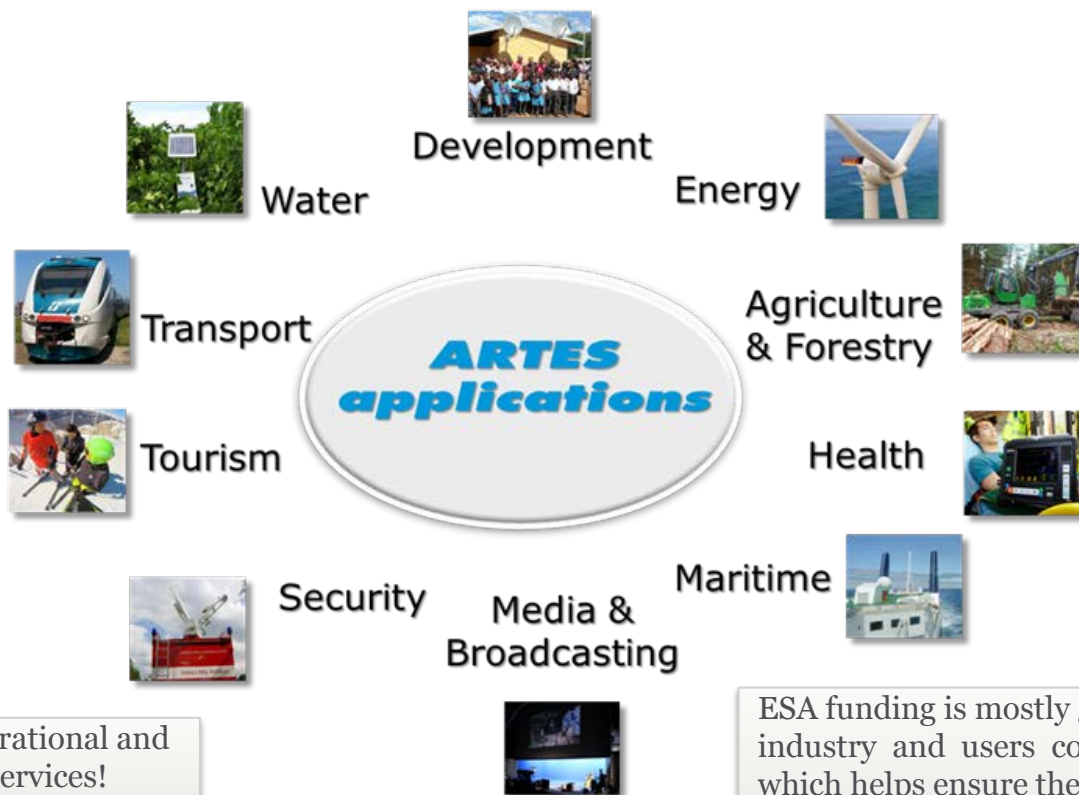 Development
Water
Energy
Transport
Agriculture
& Forestry
ARTES
applications
Tourism
Health
Security
Maritime
Media &
Broadcasting
rational and
ervices!
ESA funding is mostly
industry and users co
which helps ensure the